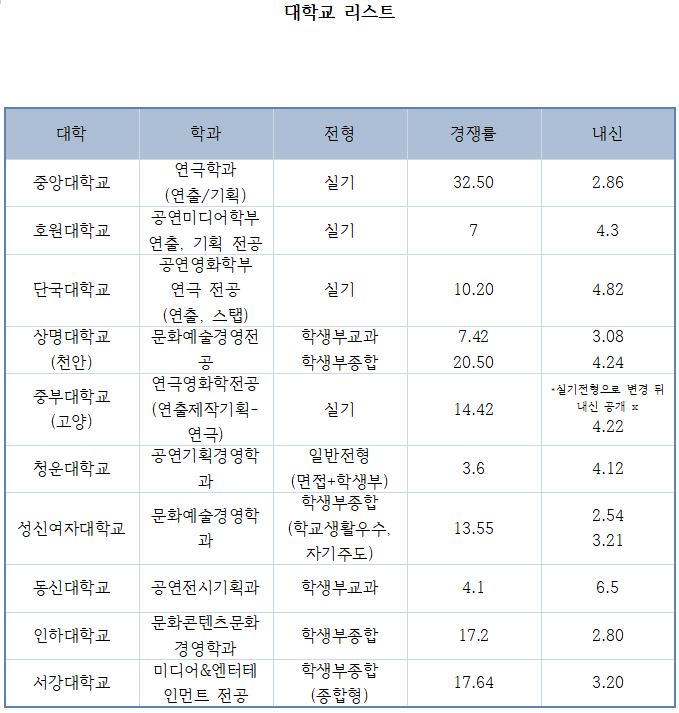 대학교 리스트
대학 학과 전형 경쟁률 내신
중앙대학교 연극학과 (연출/기획) 실기 32.50 2.86
호원대학교 공연미디어학부 연출, 기획 전공 실기 7 4.3
단국대학교 공연영화학부 연극 전공 (연출, 스탭) 실기 10.20 4.82
상명대학교 (천안) 문화예술경영전공 학생부교과 학생부종합 7.42 20.50 3.08 4.24
중부대학교 (고양) 연극영화학전공 (연출제작기획-연극) 실기 14.42 *실기전형으로 변경 뒤 내신 공개 x 4.22
청운대학교 공연기획경영학과 일반전형 (면접+학생부) 3.6 4.12
성신여자대학교 문화예술경영학과 학생부종합 (학교생활우수, 자기주도) 13.55 2.54 3.21
동신대학교 공연전시기획과 학생부교과 4.1 6.5
인하대학교 문화콘텐츠문화경영학과 학생부종합 17.2 2.80
서강대학교 미디어&엔터테인먼트 전공 학생부종합 (종합형) 17.64 3.20